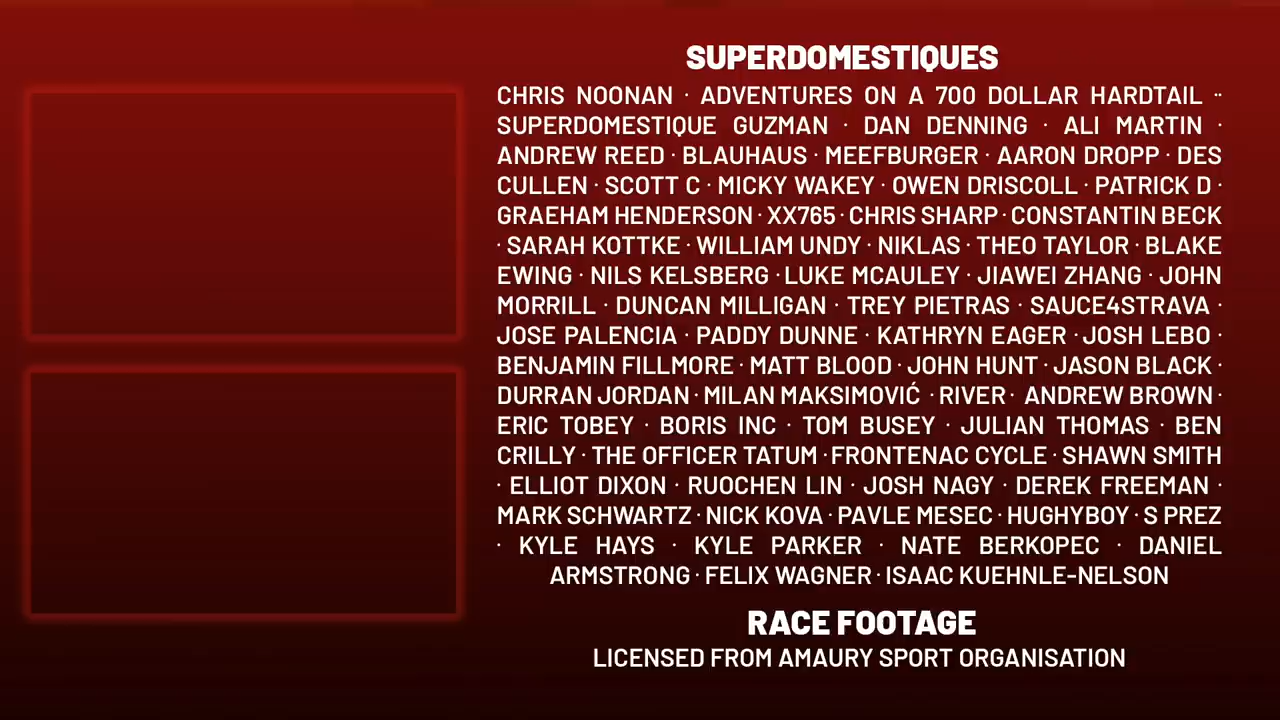 SUPERDOMESTIQUES
CHRIS NOONAN · ADVENTURES ON A 700 DOLLAR HARDTAIL ··
SUPERDOMESTIQUE GUZMAN · DAN DENNING · ALI MARTIN ·
ANDREW REED · BLAUHAUS · MEEFBURGER · AARON DROPP · DES
CULLEN · SCOTT C · MICKY WAKEY · OWEN DRISCOLL · PATRICK D ·
GRAEHAM HENDERSON · XX765 · CHRIS SHARP · CONSTANTIN BECK
· SARAH KOTTKE · WILLIAM UNDY · NIKLAS · THEO TAYLOR · BLAKE
EWING · NILS KELSBERG · LUKE MCAULEY · JIAWEI ZHANG · JOHN
MORRILL · DUNCAN MILLIGAN · TREY PIETRAS · SAUCE4STRAVA ·
JOSE PALENCIA · PADDY DUNNE · KATHRYN EAGER · JOSH LEBO ·
BENJAMIN FILLMORE · MATT BLOOD · JOHN HUNT · JASON BLACK ·
DURRAN JORDAN · MILAN MAKSIMOVIĆ · RIVER · ANDREW BROWN ·
ERIC TOBEY · BORIS INC · TOM BUSEY · JULIAN THOMAS · BEN
CRILLY · THE OFFICER TATUM · FRONTENAC CYCLE · SHAWN SMITH
· ELLIOT DIXON · RUOCHEN LIN · JOSH NAGY · DEREK FREEMAN ·
MARK SCHWARTZ · NICK KOVA · PAVLE MESEC · HUGHYBOY · S PREZ
· KYLE HAYS · KYLE PARKER · NATE BERKOPEC · DANIEL
ARMSTRONG · FELIX WAGNER · ISAAC KUEHNLE-NELSON
RACE FOOTAGE
LICENSED FROM AMAURY SPORT ORGANISATION